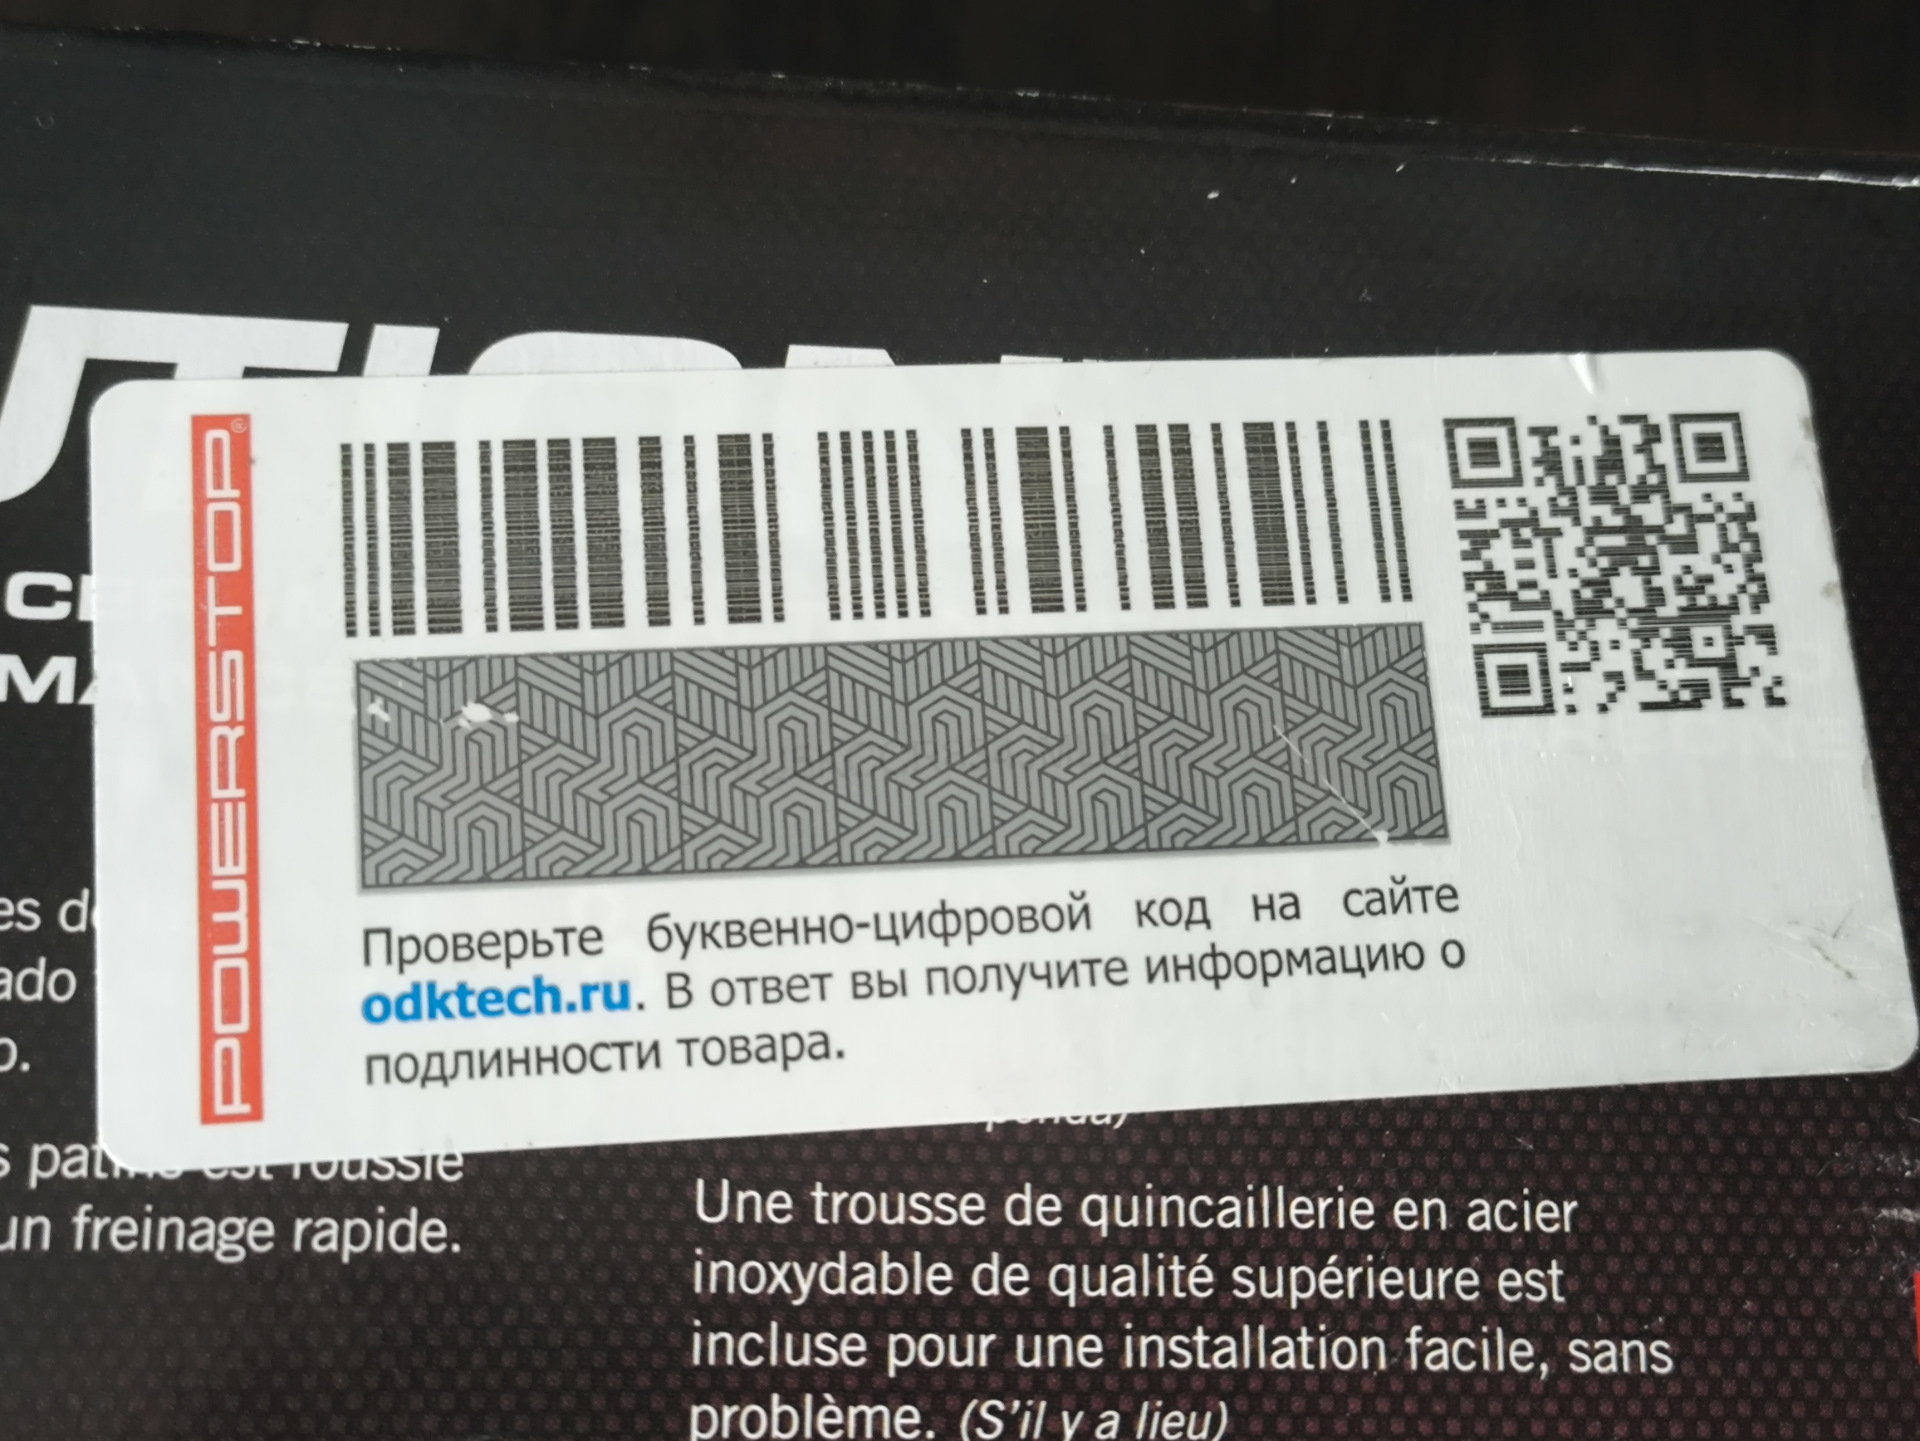 POWERSTOP®
Проверьте буквенно-цифровой код на сайте
odktech.ru. В ответ вы получите информацию о
подлинности товара.
un freinage rapide.
Une trousse de quincaillerie en acier
inoxydable de qualité supérieure est
incluse pour une installation facile, sans
problème. (S'il y a lieu)